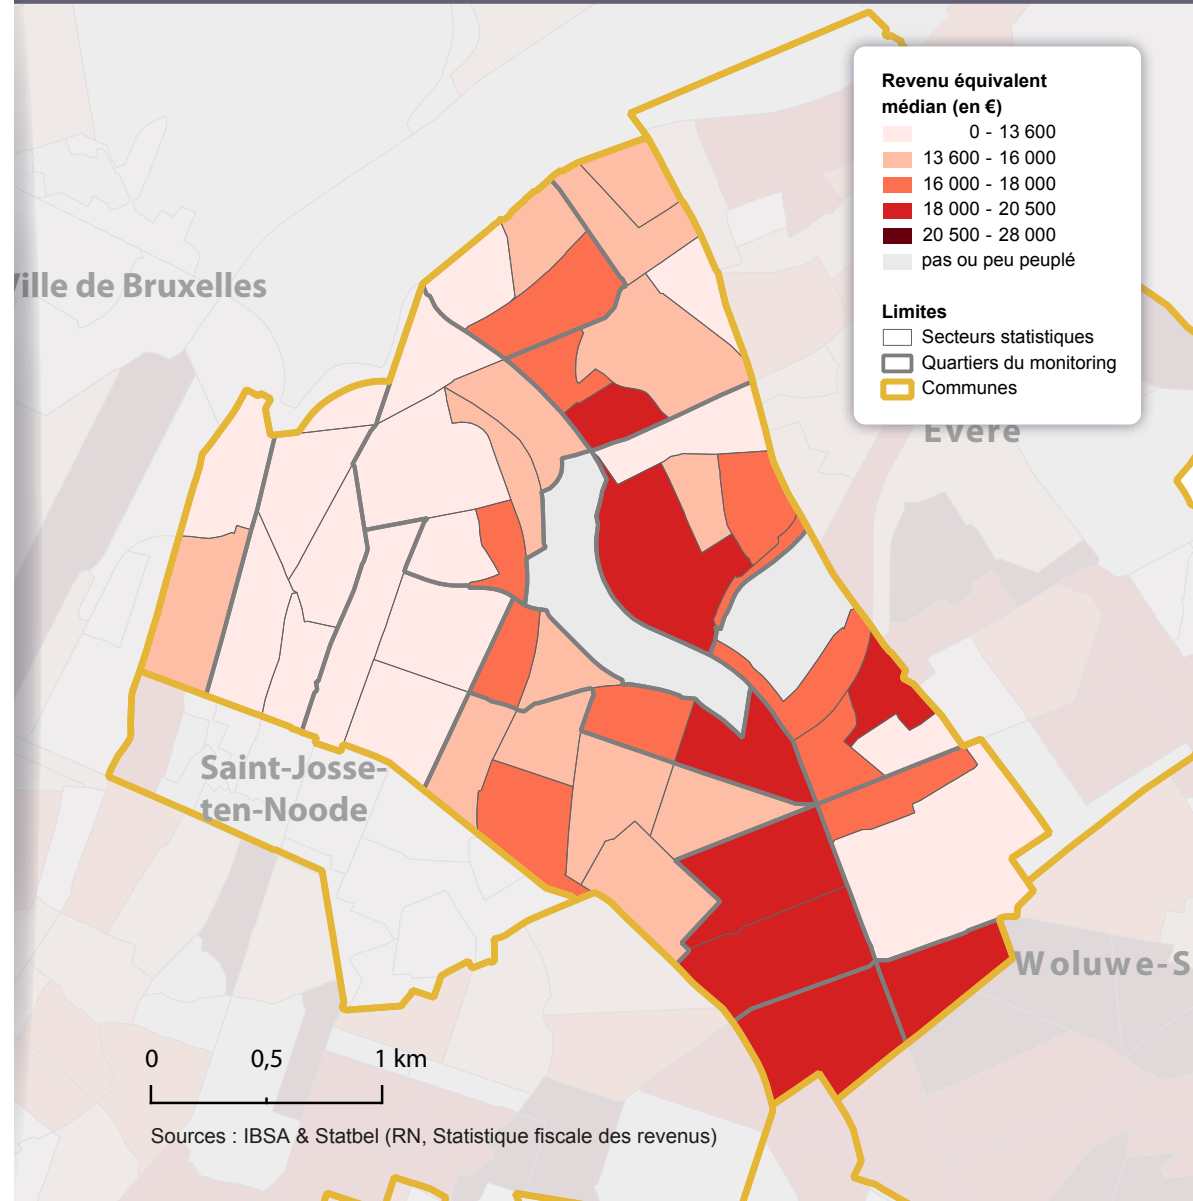 Revenu équivalent
médian (en €)
0 - 13 600
13 600 - 16 000
16 000 - 18 000
18 000 - 20 500
20 500 - 28 000
pas ou peu peuplé
Limites
Secteurs statistiques
Quartiers du monitoring
Communes
ille de Bruxelles
Evere
Saint-Josse-
ten-Noode
Woluwe-S
0 0,5 1 km
Sources : IBSA & Statbel (RN, Statistique fiscale des revenus)